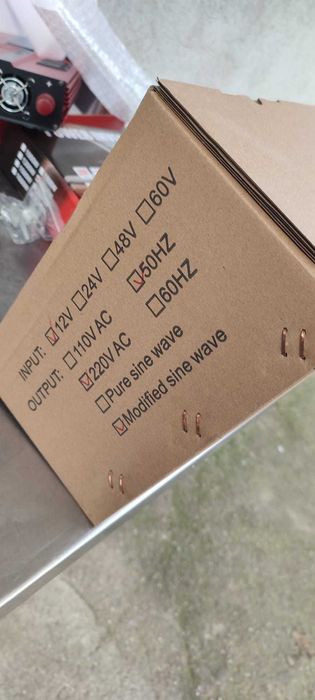 INPUT: ☑12V ☐24V ☐48V ☐60V
OUTPUT: ☐110V AC ☑50HZ
☑220V AC ☐60HZ
☐Pure sine wave
☑Modified sine wave